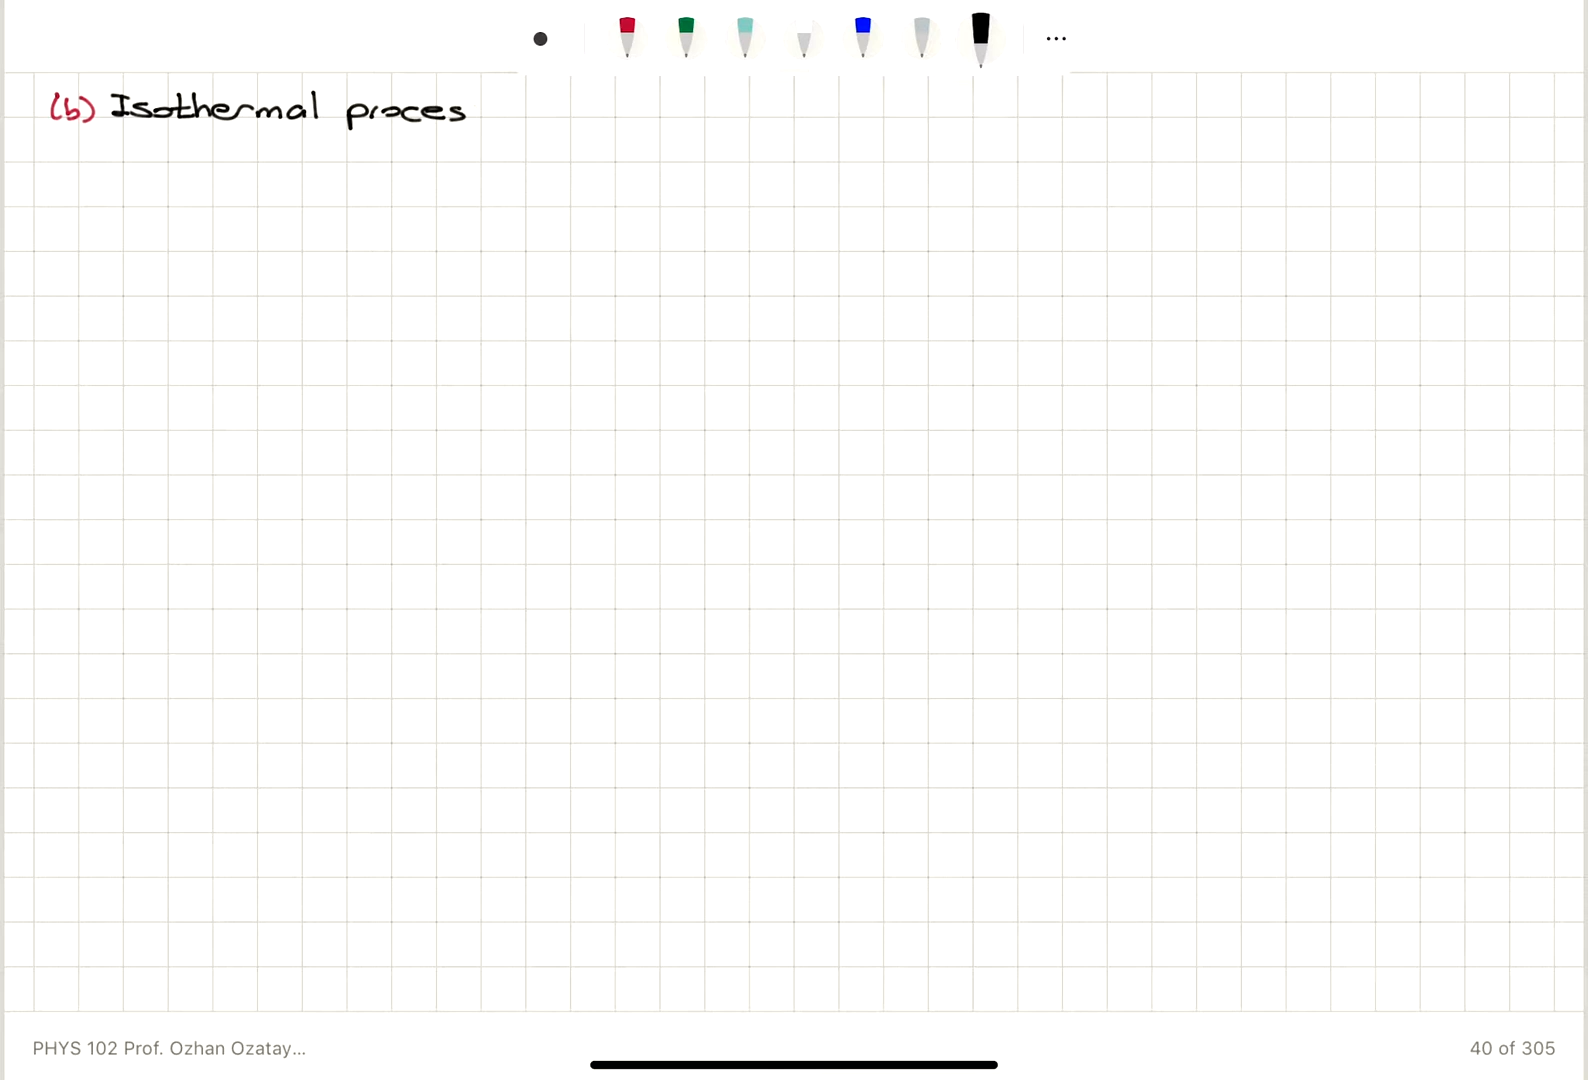 (b) Isothermal proces
PHYS 102 Prof. Ozhan Ozatay...
40 of 305